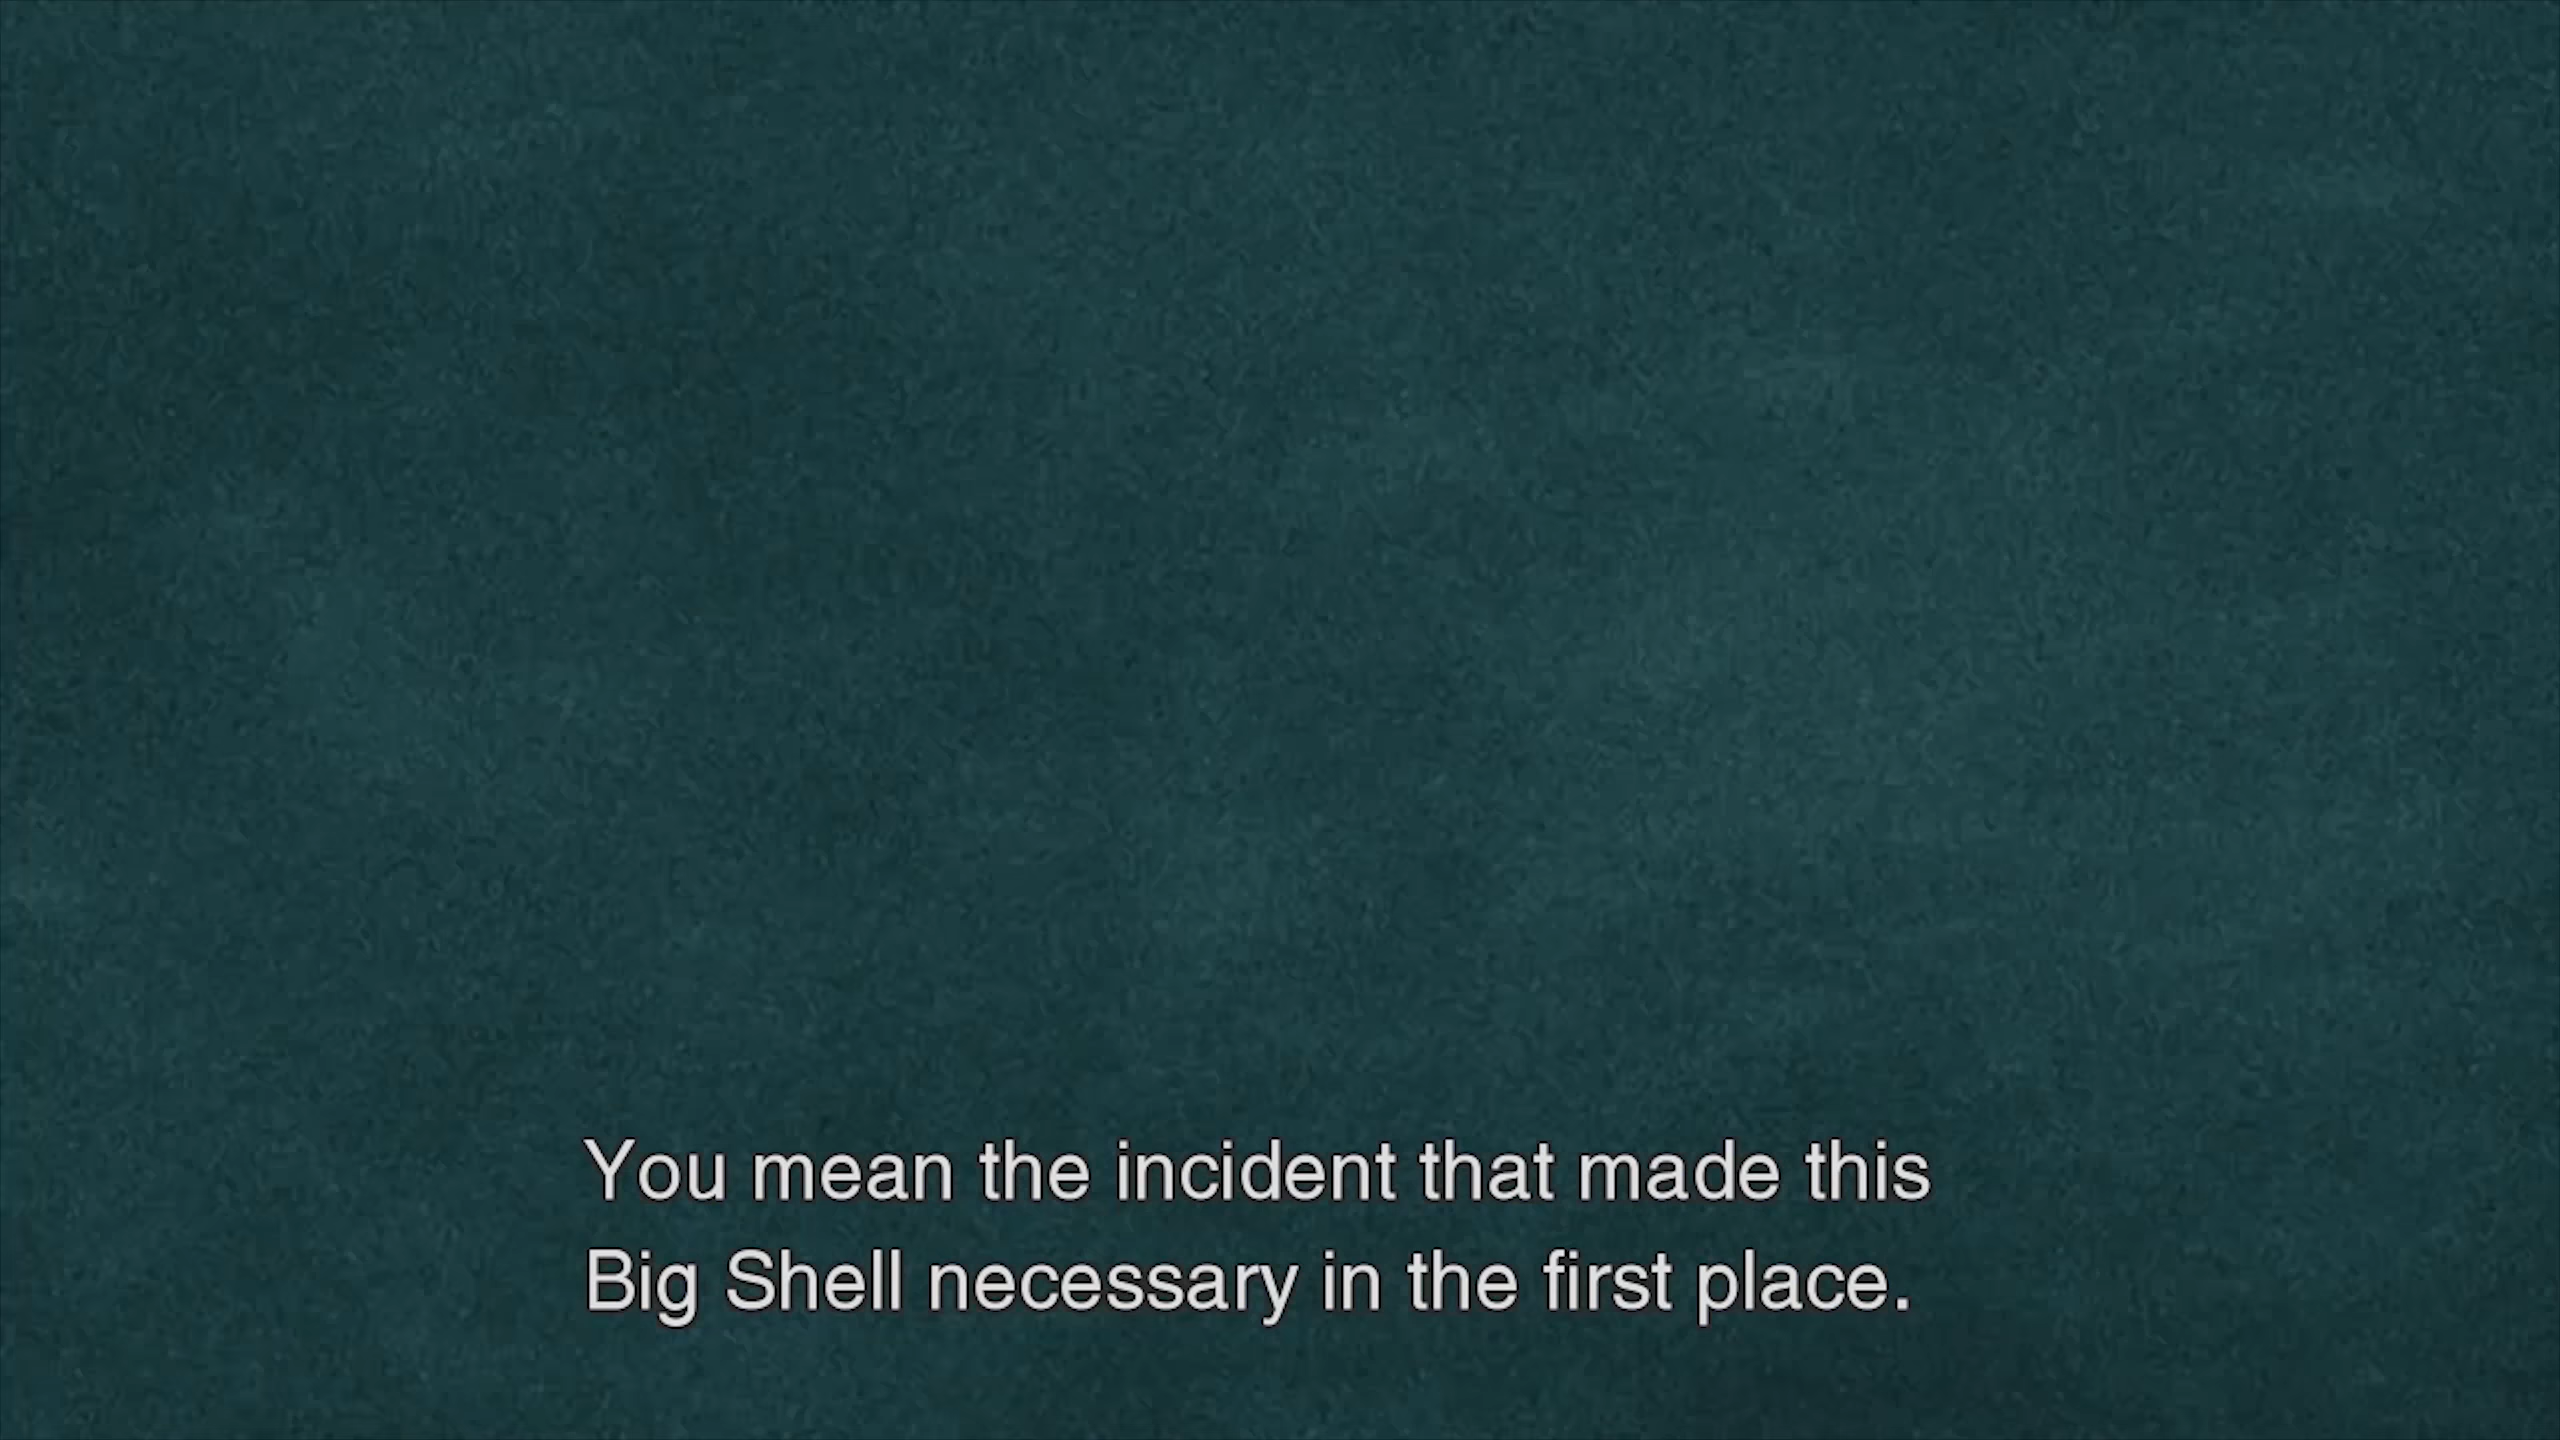 You mean the incident that made this
Big Shell necessary in the first place.